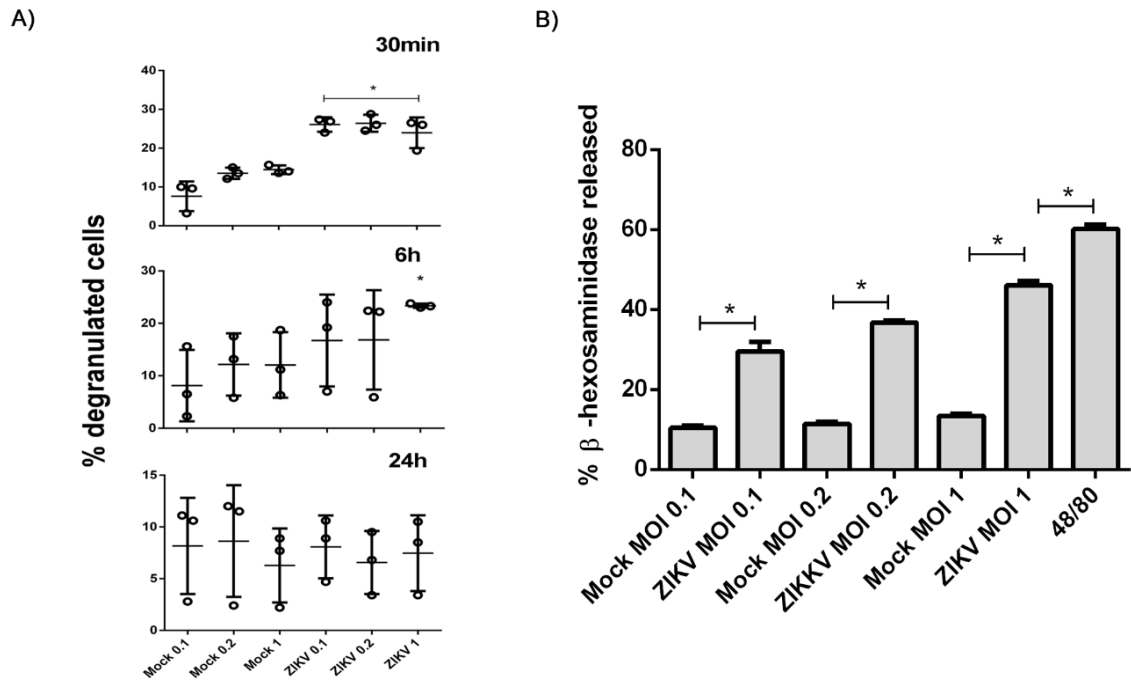 A)
30min
40
30
20
10
0
*
6h
30
20
10
0
*
24h
15
10
5
0
% degranulated cells
Mock 0.1
Mock 0.2
Mock 1
ZIKV 0.1
ZIKV 0.2
ZIKV 1
B)
% β -hexosaminidase released
80
60
40
20
0
*
*
*
*
Mock MOI 0.1
ZIKV MOI 0.1
Mock MOI 0.2
ZIKKV MOI 0.2
Mock MOI 1
ZIKV MOI 1
48/80